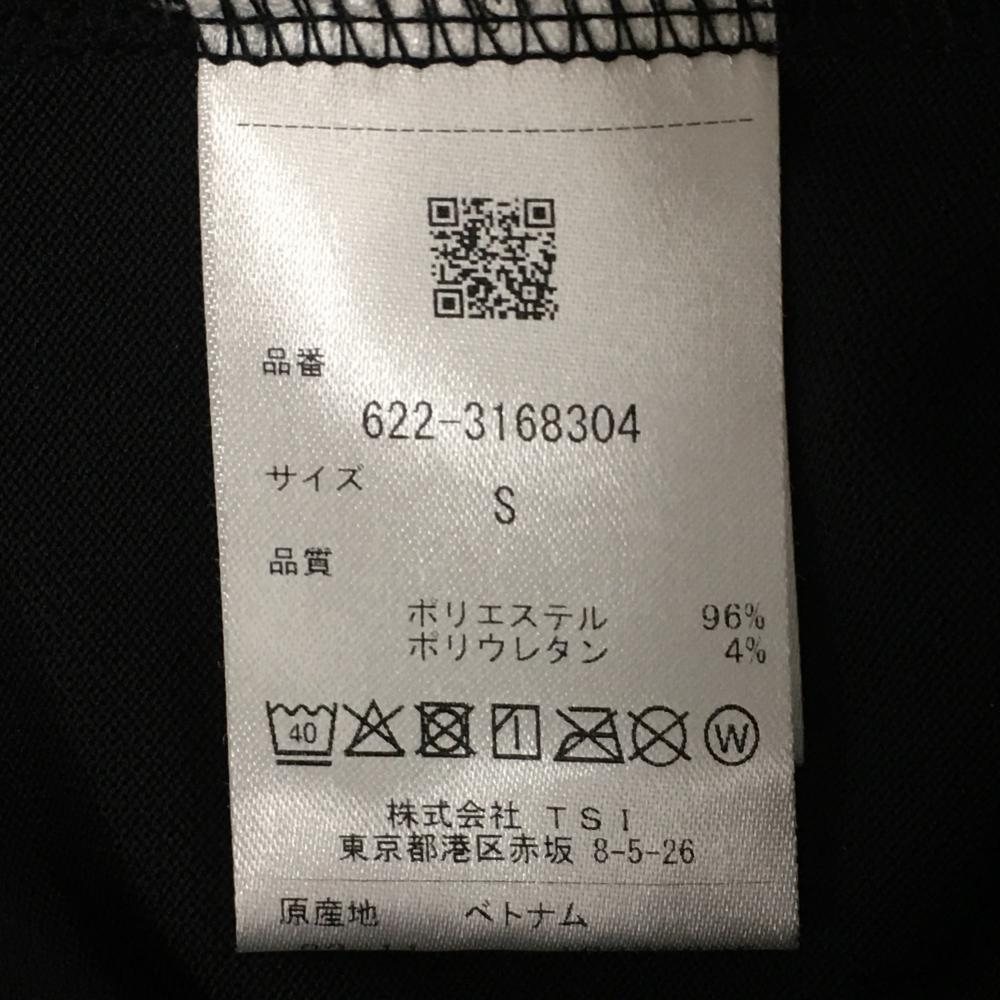 品番
622-3168304
サイズ
S
品質
ポリエステル 96%
ポリウレタン 4%
40 W
株式会社 TSI
東京都港区赤坂 8-5-26
原産地 ベトナム